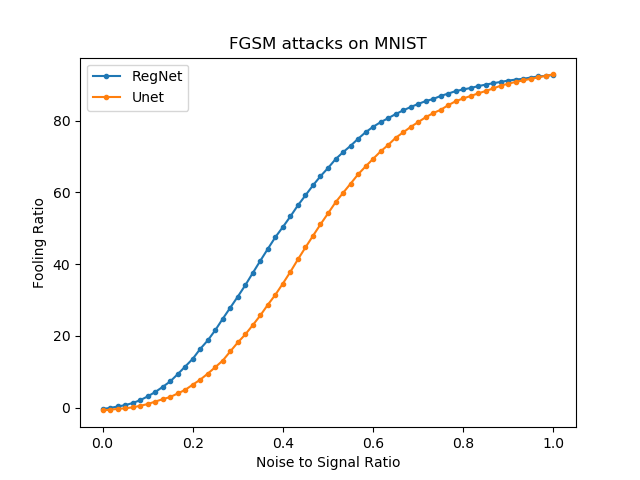 FGSM attacks on MNIST
RegNet
Unet
80
60
40
20
0
Fooling Ratio
0.0 0.2 0.4 0.6 0.8 1.0
Noise to Signal Ratio